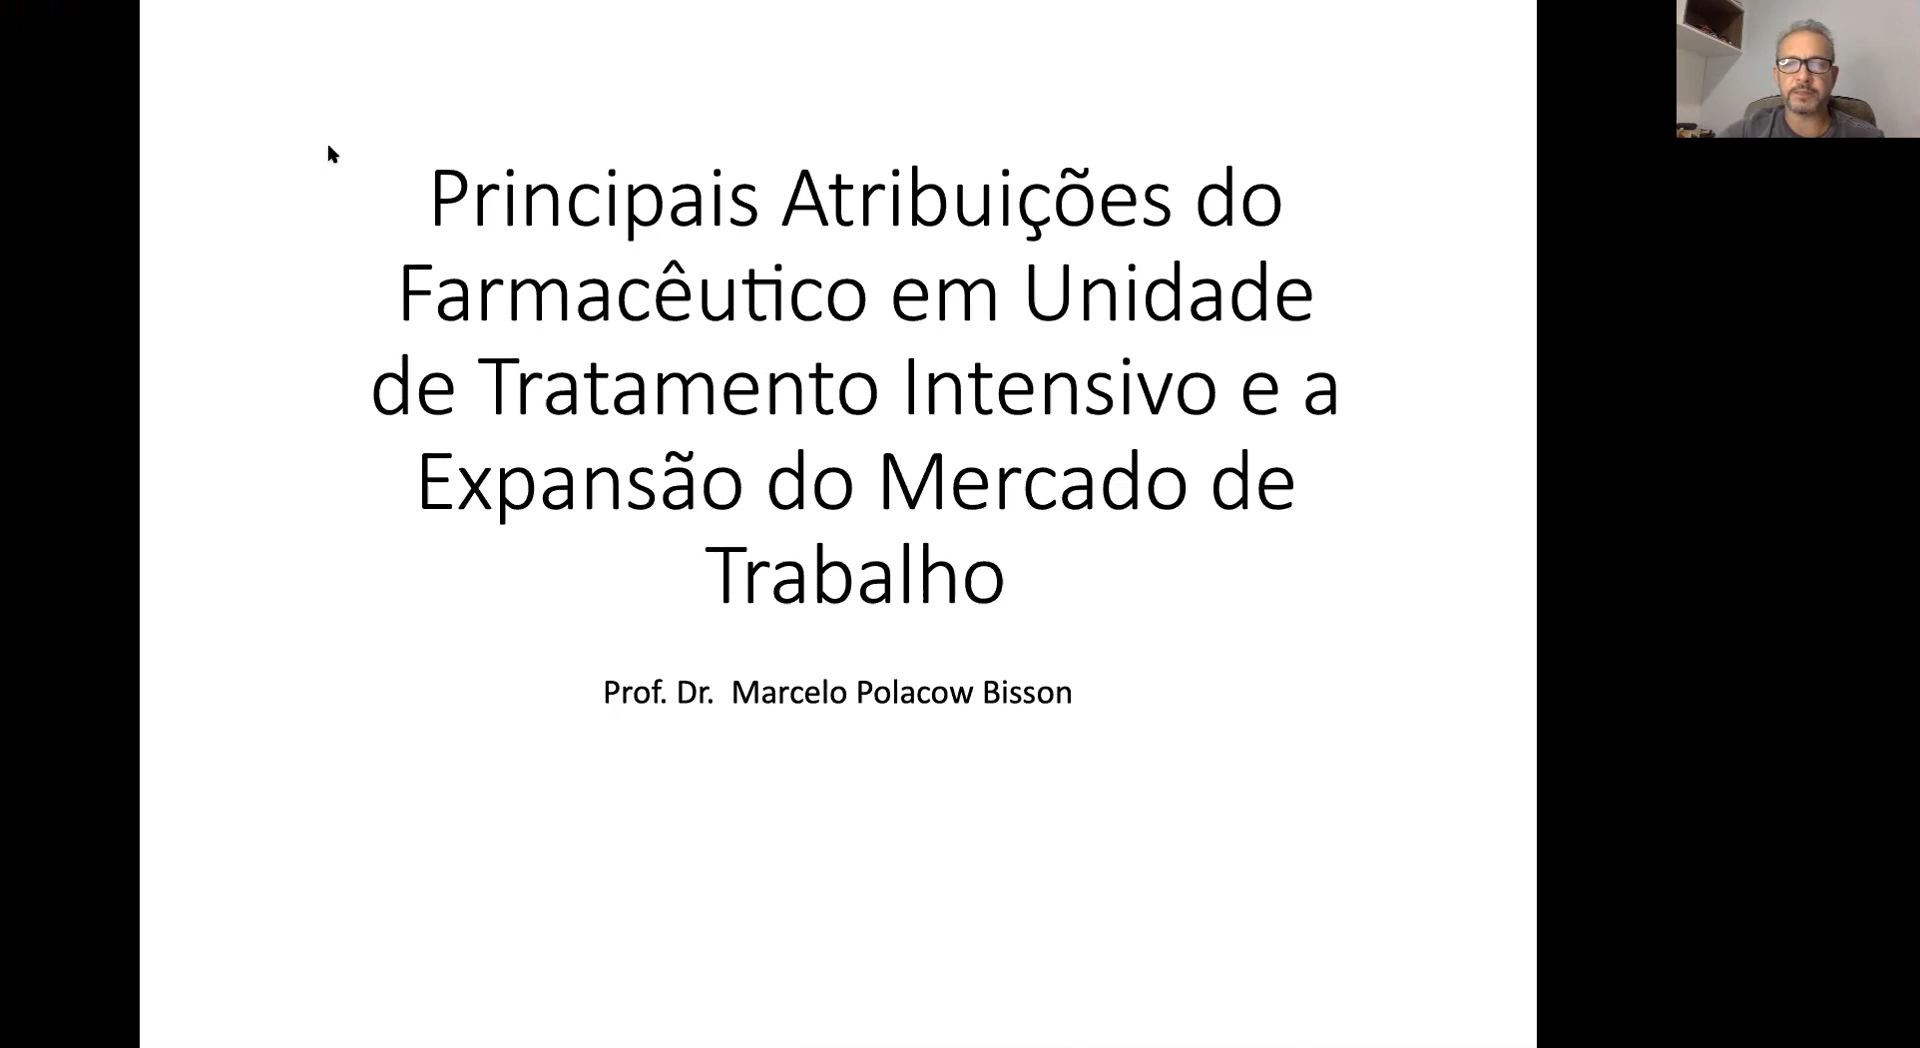 Principais Atribuições do
Farmacêutico em Unidade
de Tratamento Intensivo e a
Expansão do Mercado de
Trabalho
Prof. Dr.  Marcelo Polacow Bisson